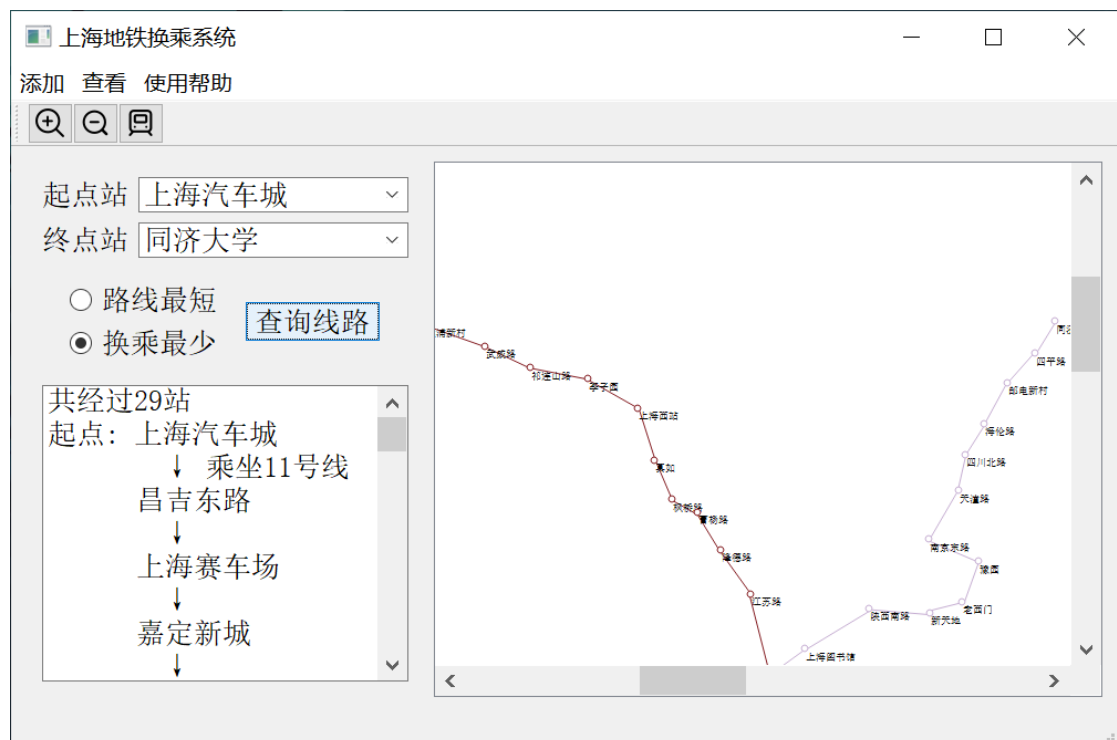 上海地铁换乘系统
添加 查看 使用帮助
起点站 上海汽车城
终点站 同济大学
路线最短
换乘最少
查询线路
共经过29站
起点: 上海汽车城
↓ 乘坐11号线
昌吉东路
↓
上海赛车场
↓
嘉定新城
↓
武威路
祁连山路
李子园
上海西站
真如
枫桥路
曹杨路
隆德路
江苏路
四平路
邮电新村
海伦路
四川北路
天潼路
南京东路
豫园
老西门
新天地
陕西南路
上海图书馆